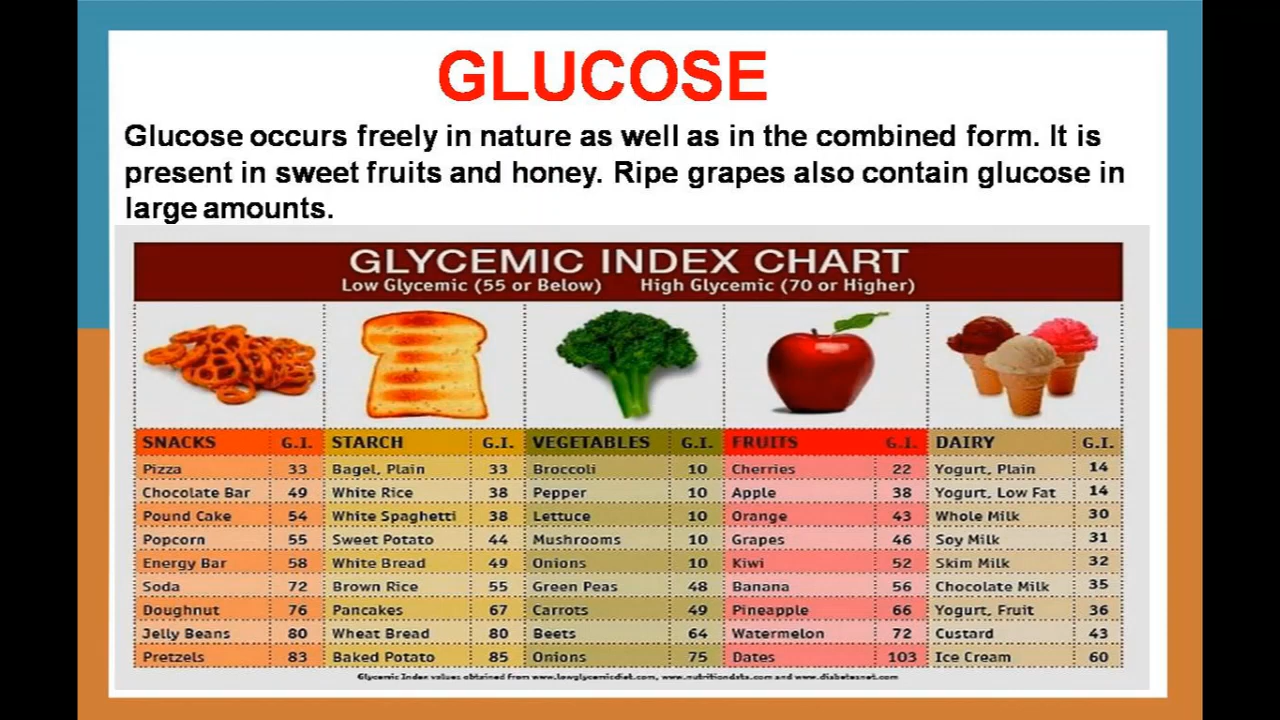 GLUCOSE
Glucose occurs freely in nature as well as in the combined form. It is
present in sweet fruits and honey. Ripe grapes also contain glucose in
large amounts.
GLYCEMIC INDEX CHART
Low Glycemic (55 or Below) High Glycemic (70 or Higher)
SNACKS G.I. STARCH G.I. VEGETABLES G.I. FRUITS G.I. DAIRY G.I.
Pizza 33 Bagel, Plain 33 Broccoli 10 Cherries 22 Yogurt, Plain 14
Chocolate Bar 49 White Rice 38 Pepper 10 Apple 38 Yogurt, Low Fat 14
Pound Cake 54 White Spaghetti 38 Lettuce 10 Orange 43 Whole Milk 30
Popcorn 55 Sweet Potato 44 Mushrooms 10 Grapes 46 Soy Milk 31
Energy Bar 58 White Bread 49 Onions 10 Kiwi 52 Skim Milk 32
Soda 72 Brown Rice 55 Green Peas 48 Banana 56 Chocolate Milk 35
Doughnut 76 Pancakes 67 Carrots 49 Pineapple 66 Yogurt, Fruit 36
Jelly Beans 80 Wheat Bread 80 Beets 64 Watermelon 72 Custard 43
Pretzels 83 Baked Potato 85 Onions 75 Dates 103 Ice Cream 60
Glycemic Index values obtained from www.lowglycemicdiet.com, www.nutritiondata.com and www.diabetesnet.com